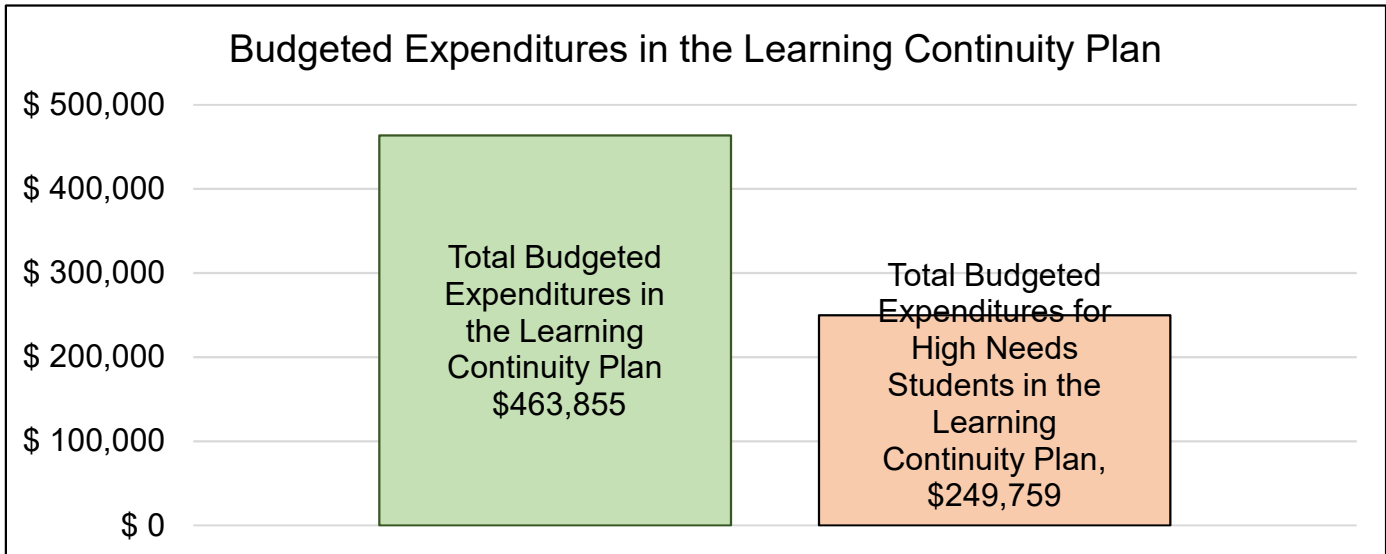 Budgeted Expenditures in the Learning Continuity Plan
$ 500,000
$ 400,000
$ 300,000
$ 200,000
$ 100,000
$ 0
Total Budgeted
Expenditures in
the Learning
Continuity Plan
$463,855
Total Budgeted
Expenditures for
High Needs
Students in the
Learning
Continuity Plan,
$249,759